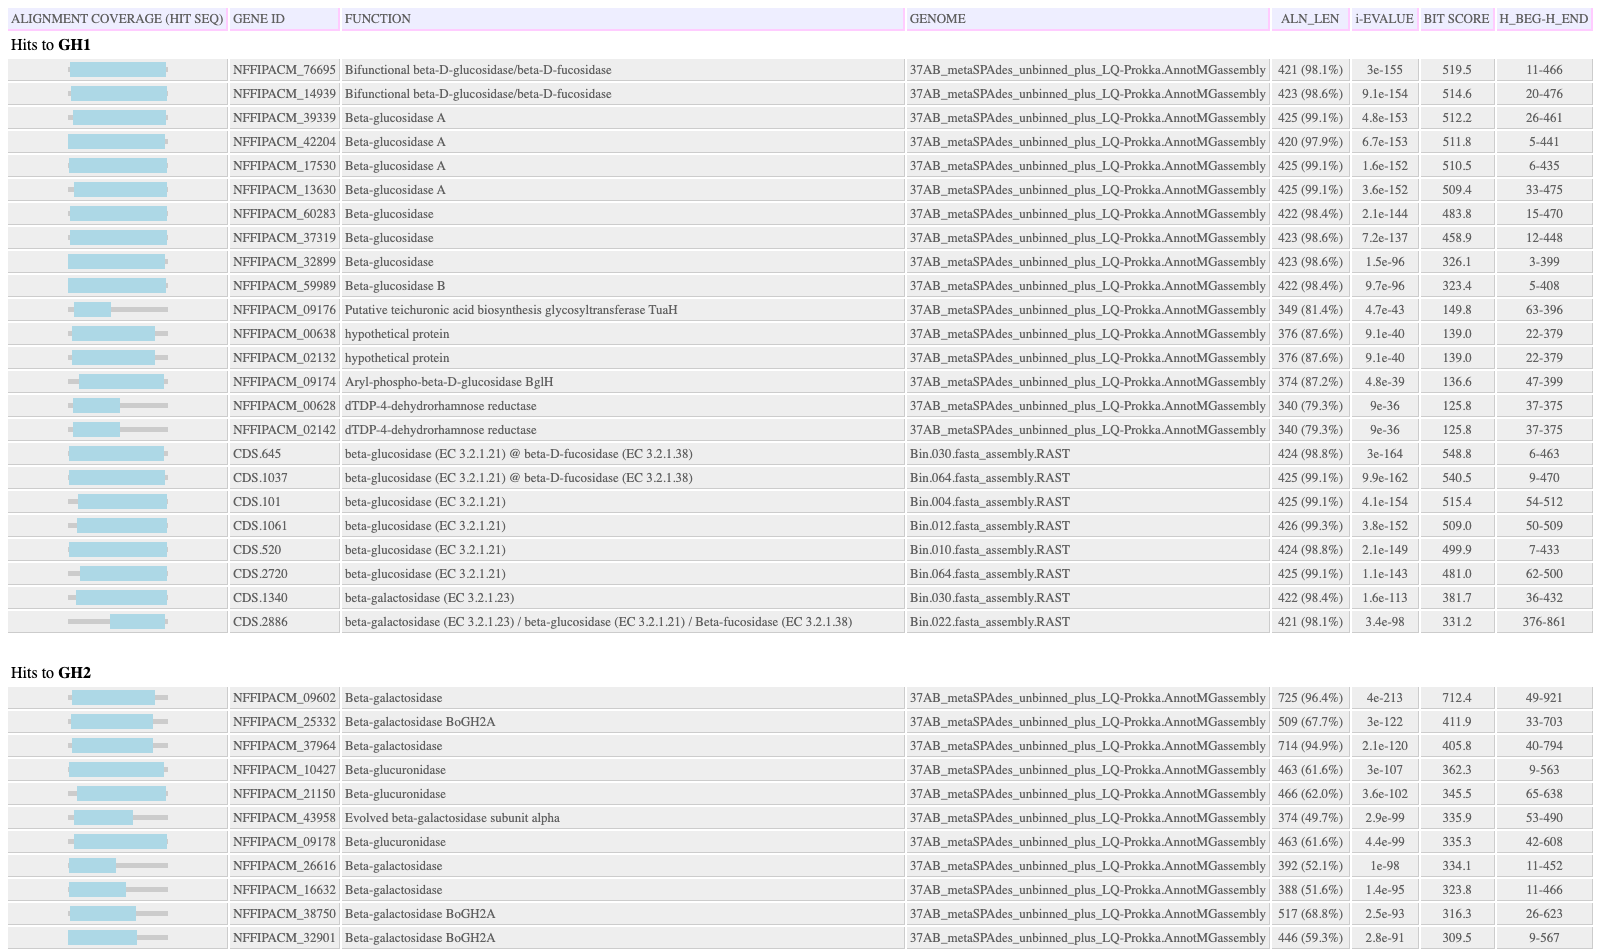 ALIGNMENT COVERAGE (HIT SEQ) GENE ID FUNCTION GENOME ALN_LEN i-EVALUE BIT SCORE H_BEG-H_END
Hits to GH1
NFFIPACM_76695 Bifunctional beta-D-glucosidase/beta-D-fucosidase 37AB_metaSPAdes_unbinned_plus_LQ-Prokka.AnnotMGassembly 421 (98.1%) 3e-155 519.5 11-466
NFFIPACM_14939 Bifunctional beta-D-glucosidase/beta-D-fucosidase 37AB_metaSPAdes_unbinned_plus_LQ-Prokka.AnnotMGassembly 423 (98.6%) 9.1e-154 514.6 20-476
NFFIPACM_39339 Beta-glucosidase A 37AB_metaSPAdes_unbinned_plus_LQ-Prokka.AnnotMGassembly 425 (99.1%) 4.8e-153 512.2 26-461
NFFIPACM_42204 Beta-glucosidase A 37AB_metaSPAdes_unbinned_plus_LQ-Prokka.AnnotMGassembly 420 (97.9%) 6.7e-153 511.8 5-441
NFFIPACM_17530 Beta-glucosidase A 37AB_metaSPAdes_unbinned_plus_LQ-Prokka.AnnotMGassembly 425 (99.1%) 1.6e-152 510.5 6-435
NFFIPACM_13630 Beta-glucosidase A 37AB_metaSPAdes_unbinned_plus_LQ-Prokka.AnnotMGassembly 425 (99.1%) 3.6e-152 509.4 33-475
NFFIPACM_60283 Beta-glucosidase 37AB_metaSPAdes_unbinned_plus_LQ-Prokka.AnnotMGassembly 422 (98.4%) 2.1e-144 483.8 15-470
NFFIPACM_37319 Beta-glucosidase 37AB_metaSPAdes_unbinned_plus_LQ-Prokka.AnnotMGassembly 423 (98.6%) 7.2e-137 458.9 12-448
NFFIPACM_32899 Beta-glucosidase 37AB_metaSPAdes_unbinned_plus_LQ-Prokka.AnnotMGassembly 423 (98.6%) 1.5e-96 326.1 3-399
NFFIPACM_59989 Beta-glucosidase B 37AB_metaSPAdes_unbinned_plus_LQ-Prokka.AnnotMGassembly 422 (98.4%) 9.7e-96 323.4 5-408
NFFIPACM_09176 Putative teichuronic acid biosynthesis glycosyltransferase TuaH 37AB_metaSPAdes_unbinned_plus_LQ-Prokka.AnnotMGassembly 349 (81.4%) 4.7e-43 149.8 63-396
NFFIPACM_00638 hypothetical protein 37AB_metaSPAdes_unbinned_plus_LQ-Prokka.AnnotMGassembly 376 (87.6%) 9.1e-40 139.0 22-379
NFFIPACM_02132 hypothetical protein 37AB_metaSPAdes_unbinned_plus_LQ-Prokka.AnnotMGassembly 376 (87.6%) 9.1e-40 139.0 22-379
NFFIPACM_09174 Aryl-phospho-beta-D-glucosidase BglH 37AB_metaSPAdes_unbinned_plus_LQ-Prokka.AnnotMGassembly 374 (87.2%) 4.8e-39 136.6 47-399
NFFIPACM_00628 dTDP-4-dehydrorhamnose reductase 37AB_metaSPAdes_unbinned_plus_LQ-Prokka.AnnotMGassembly 340 (79.3%) 9e-36 125.8 37-375
NFFIPACM_02142 dTDP-4-dehydrorhamnose reductase 37AB_metaSPAdes_unbinned_plus_LQ-Prokka.AnnotMGassembly 340 (79.3%) 9e-36 125.8 37-375
CDS.645 beta-glucosidase (EC 3.2.1.21) @ beta-D-fucosidase (EC 3.2.1.38) Bin.030.fasta_assembly.RAST 424 (98.8%) 3e-164 548.8 6-463
CDS.1037 beta-glucosidase (EC 3.2.1.21) @ beta-D-fucosidase (EC 3.2.1.38) Bin.064.fasta_assembly.RAST 425 (99.1%) 9.9e-162 540.5 9-470
CDS.101 beta-glucosidase (EC 3.2.1.21) Bin.004.fasta_assembly.RAST 425 (99.1%) 4.1e-154 515.4 54-512
CDS.1061 beta-glucosidase (EC 3.2.1.21) Bin.012.fasta_assembly.RAST 426 (99.3%) 3.8e-152 509.0 50-509
CDS.520 beta-glucosidase (EC 3.2.1.21) Bin.010.fasta_assembly.RAST 424 (98.8%) 2.1e-149 499.9 7-433
CDS.2720 beta-glucosidase (EC 3.2.1.21) Bin.064.fasta_assembly.RAST 425 (99.1%) 1.1e-143 481.0 62-500
CDS.1340 beta-galactosidase (EC 3.2.1.23) Bin.030.fasta_assembly.RAST 422 (98.4%) 1.6e-113 381.7 36-432
CDS.2886 beta-galactosidase (EC 3.2.1.23) / beta-glucosidase (EC 3.2.1.21) / Beta-fucosidase (EC 3.2.1.38) Bin.022.fasta_assembly.RAST 421 (98.1%) 3.4e-98 331.2 376-861
Hits to GH2
NFFIPACM_09602 Beta-galactosidase 37AB_metaSPAdes_unbinned_plus_LQ-Prokka.AnnotMGassembly 725 (96.4%) 4e-213 712.4 49-921
NFFIPACM_25332 Beta-galactosidase BoGH2A 37AB_metaSPAdes_unbinned_plus_LQ-Prokka.AnnotMGassembly 509 (67.7%) 3e-122 411.9 33-703
NFFIPACM_37964 Beta-galactosidase 37AB_metaSPAdes_unbinned_plus_LQ-Prokka.AnnotMGassembly 714 (94.9%) 2.1e-120 405.8 40-794
NFFIPACM_10427 Beta-glucuronidase 37AB_metaSPAdes_unbinned_plus_LQ-Prokka.AnnotMGassembly 463 (61.6%) 3e-107 362.3 9-563
NFFIPACM_21150 Beta-glucuronidase 37AB_metaSPAdes_unbinned_plus_LQ-Prokka.AnnotMGassembly 466 (62.0%) 3.6e-102 345.5 65-638
NFFIPACM_43958 Evolved beta-galactosidase subunit alpha 37AB_metaSPAdes_unbinned_plus_LQ-Prokka.AnnotMGassembly 374 (49.7%) 2.9e-99 335.9 53-490
NFFIPACM_09178 Beta-glucuronidase 37AB_metaSPAdes_unbinned_plus_LQ-Prokka.AnnotMGassembly 463 (61.6%) 4.4e-99 335.3 42-608
NFFIPACM_26616 Beta-galactosidase 37AB_metaSPAdes_unbinned_plus_LQ-Prokka.AnnotMGassembly 392 (52.1%) 1e-98 334.1 11-452
NFFIPACM_16632 Beta-galactosidase 37AB_metaSPAdes_unbinned_plus_LQ-Prokka.AnnotMGassembly 388 (51.6%) 1.4e-95 323.8 11-466
NFFIPACM_38750 Beta-galactosidase BoGH2A 37AB_metaSPAdes_unbinned_plus_LQ-Prokka.AnnotMGassembly 517 (68.8%) 2.5e-93 316.3 26-623
NFFIPACM_32901 Beta-galactosidase BoGH2A 37AB_metaSPAdes_unbinned_plus_LQ-Prokka.AnnotMGassembly 446 (59.3%) 2.8e-91 309.5 9-567